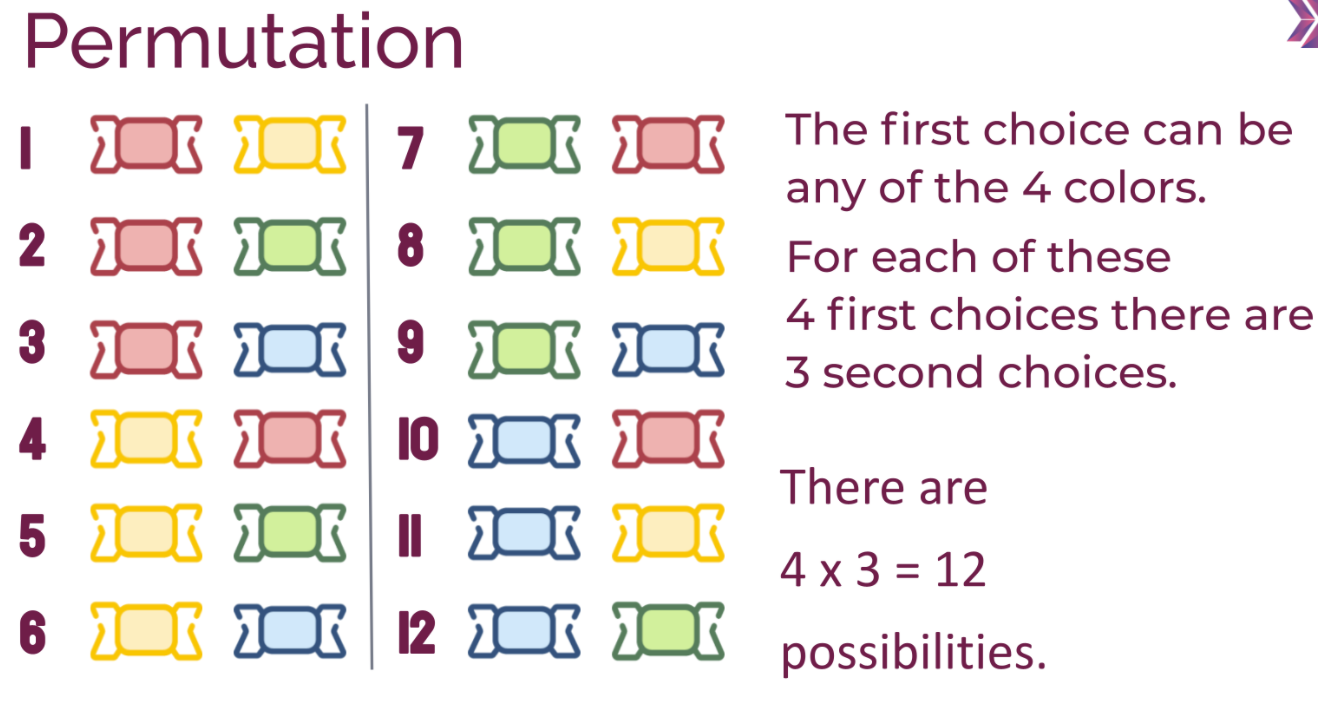 Permutation
1
2
3
4
5
6
7
8
9
10
11
12
The first choice can be
any of the 4 colors.
For each of these
4 first choices there are
3 second choices.
There are
4 x 3 = 12
possibilities.